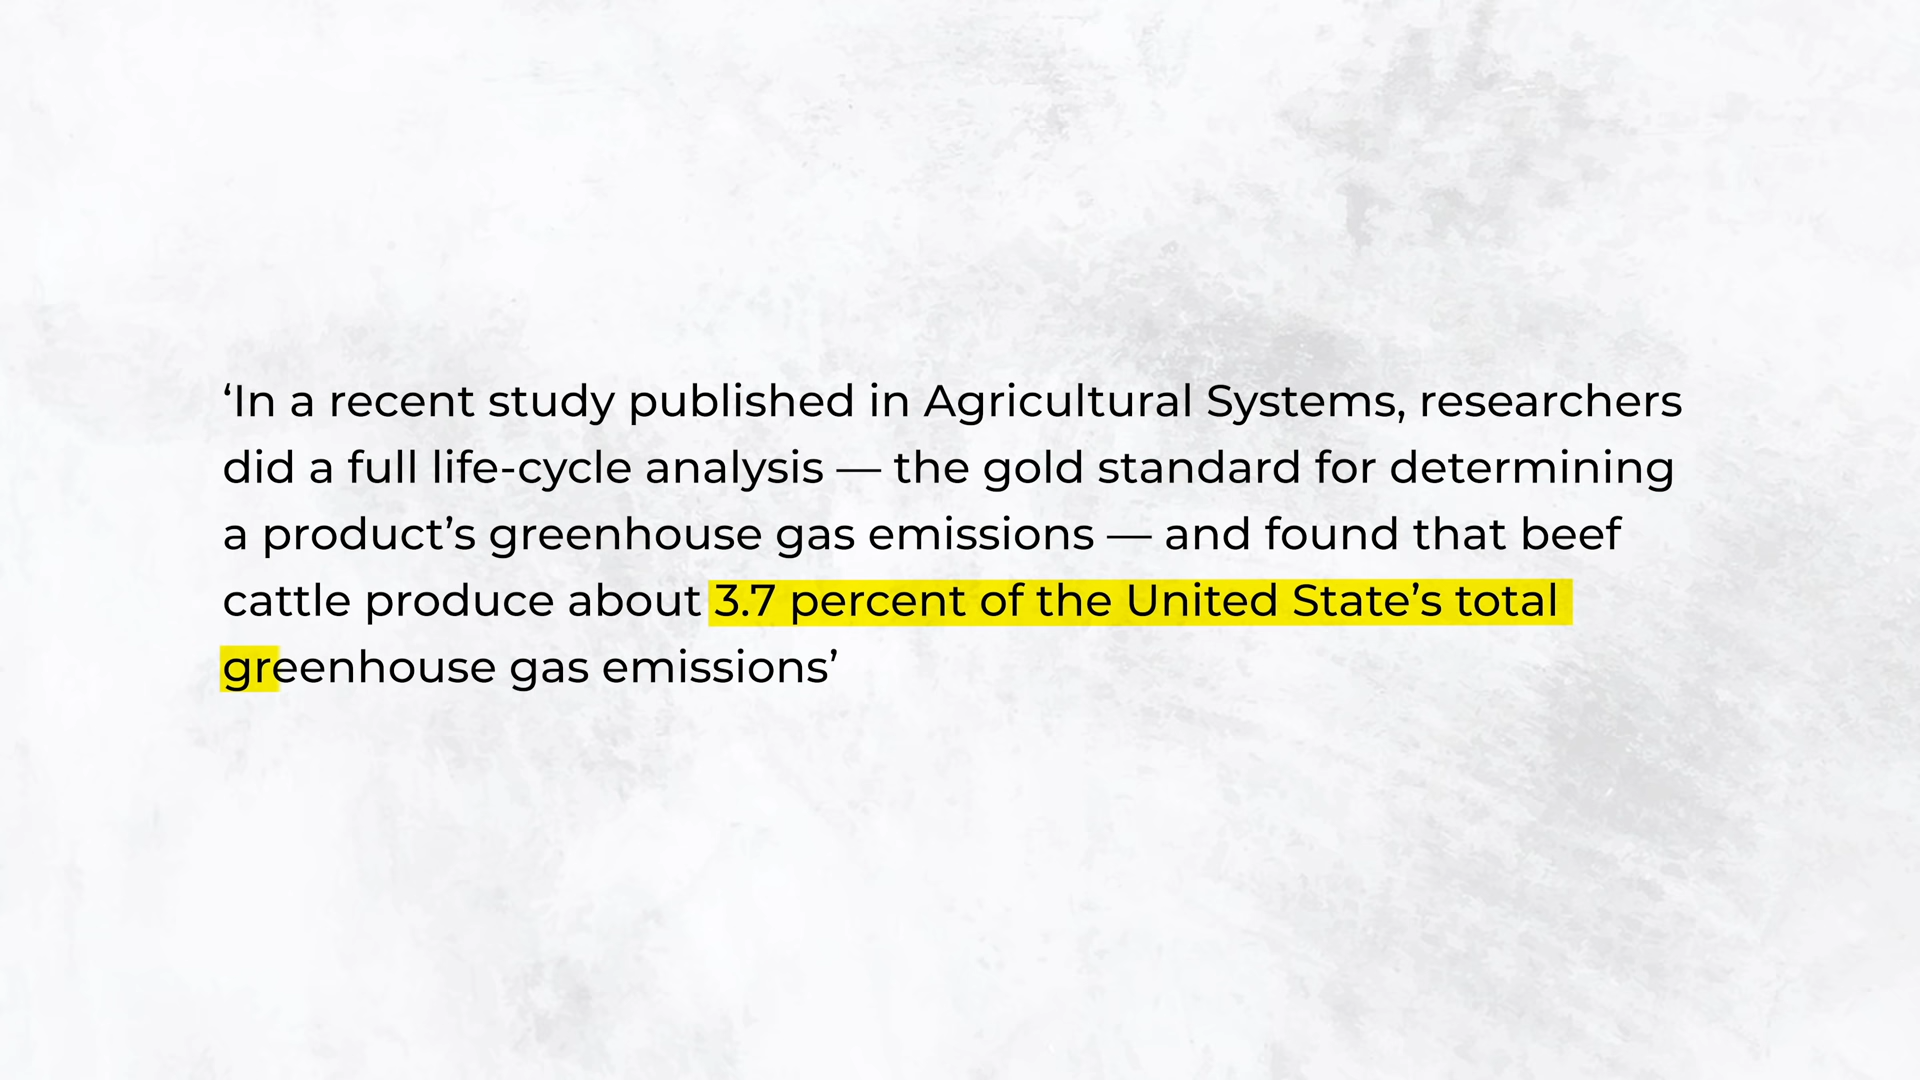 ‘In a recent study published in Agricultural Systems, researchers
did a full life-cycle analysis — the gold standard for determining
a product’s greenhouse gas emissions — and found that beef
cattle produce about 3.7 percent of the United State’s total
greenhouse gas emissions’